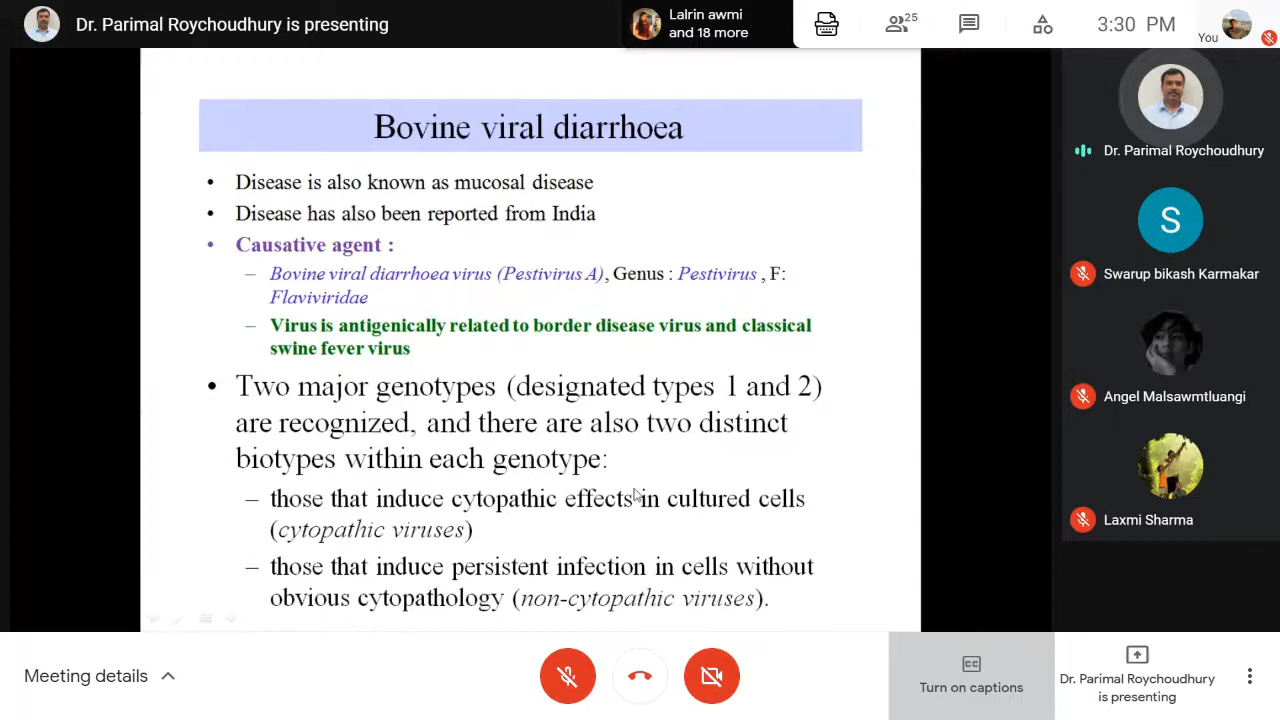 Dr. Parimal Roychoudhury is presenting
Lalrin awmi
and 18 more
25
3:30 PM
You
Bovine viral diarrhoea
• Disease is also known as mucosal disease
• Disease has also been reported from India
• Causative agent :
– Bovine viral diarrhoea virus (Pestivirus A), Genus : Pestivirus , F:
Flaviviridae
– Virus is antigenically related to border disease virus and classical
swine fever virus
• Two major genotypes (designated types 1 and 2)
are recognized, and there are also two distinct
biotypes within each genotype:
– those that induce cytopathic effects in cultured cells
(cytopathic viruses)
– those that induce persistent infection in cells without
obvious cytopathology (non-cytopathic viruses).
Dr. Parimal Roychoudhury
S
Swarup bikash Karmakar
Angel Malsawmtluangi
Laxmi Sharma
Meeting details
CC
Turn on captions
Dr. Parimal Roychoudhury
is presenting